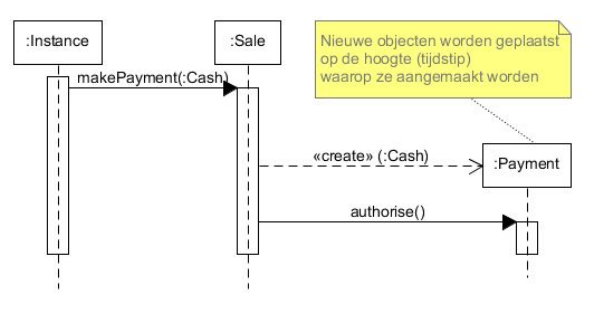 :Instance
:Sale
Nieuwe objecten worden geplaatst
op de hoogte (tijdstip)
waarop ze aangemaakt worden
makePayment(:Cash)
«create» (:Cash)
:Payment
authorise()